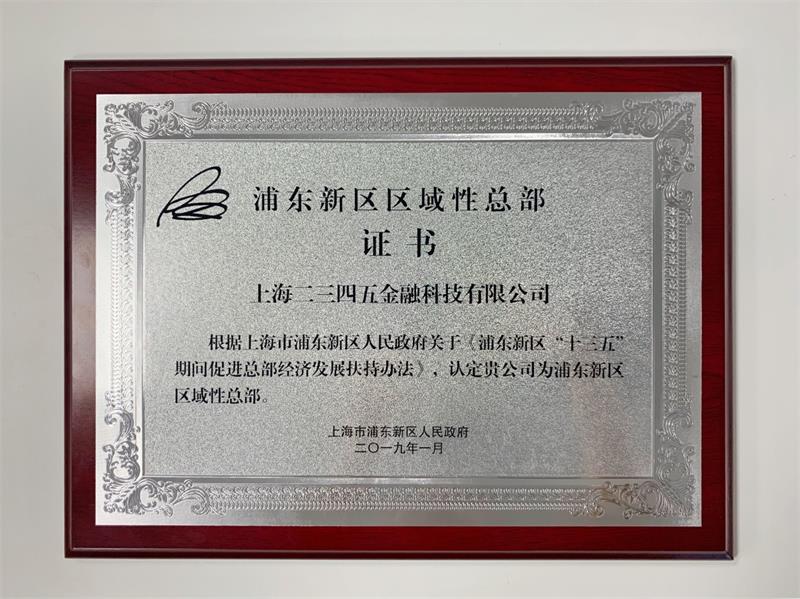 浦东新区区域性总部
证书
上海二三四五金融科技有限公司
根据上海市浦东新区人民政府关于《浦东新区“十三五”
期间促进总部经济发展扶持办法》，认定贵公司为浦东新区
区域性总部。
上海市浦东新区人民政府
二〇一九年一月